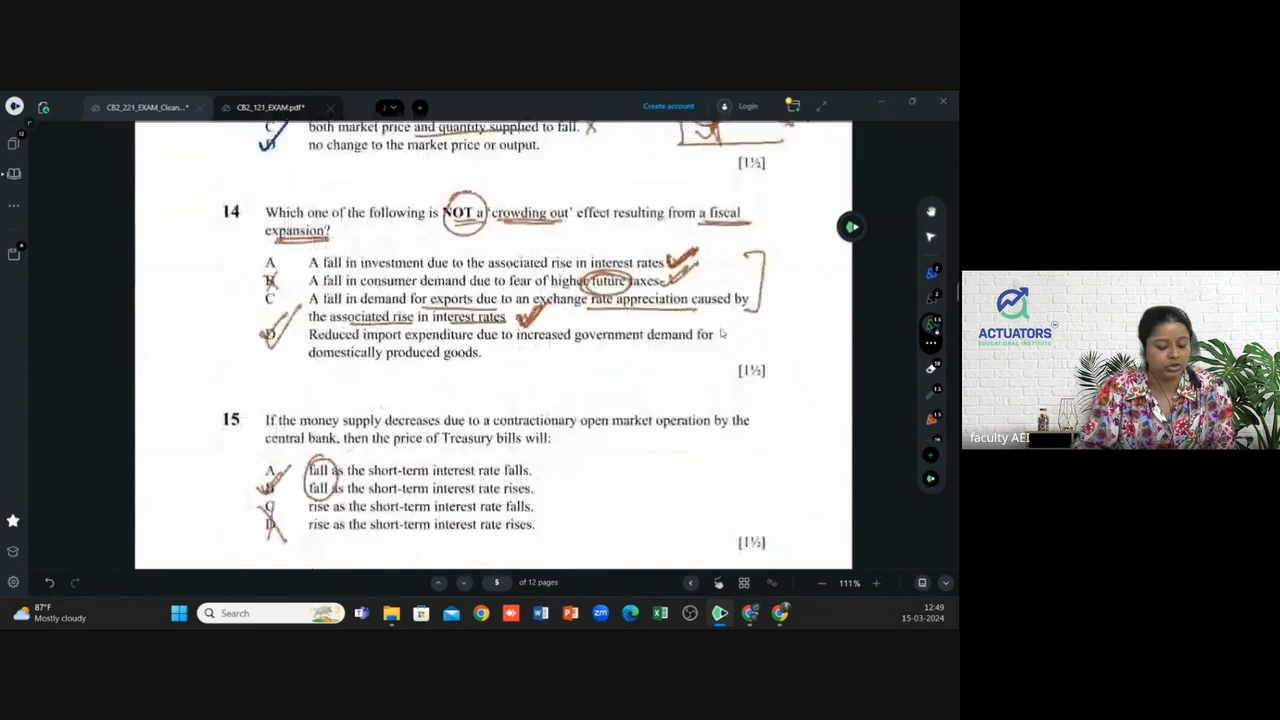 CB2_221_EXAM_Clean...*
CB2_121_EXAM.pdf*
2
Create account
Login
C both market price and quantity supplied to fall.
D no change to the market price or output.
[1½]
14 Which one of the following is NOT a 'crowding out' effect resulting from a fiscal
expansion?
A A fall in investment due to the associated rise in interest rates
B A fall in consumer demand due to fear of higher future taxes
C A fall in demand for exports due to an exchange rate appreciation caused by
the associated rise in interest rates
D Reduced import expenditure due to increased government demand for
domestically produced goods.
[1½]
15 If the money supply decreases due to a contractionary open market operation by the
central bank, then the price of Treasury bills will:
A fall as the short-term interest rate falls.
B fall as the short-term interest rate rises.
C rise as the short-term interest rate falls.
D rise as the short-term interest rate rises.
[1½]
5 of 12 pages
111%
87°F
Mostly cloudy
Search
12:49
15-03-2024
ACTUATORS
EDUCATIONAL INSTITUTE
faculty AEI